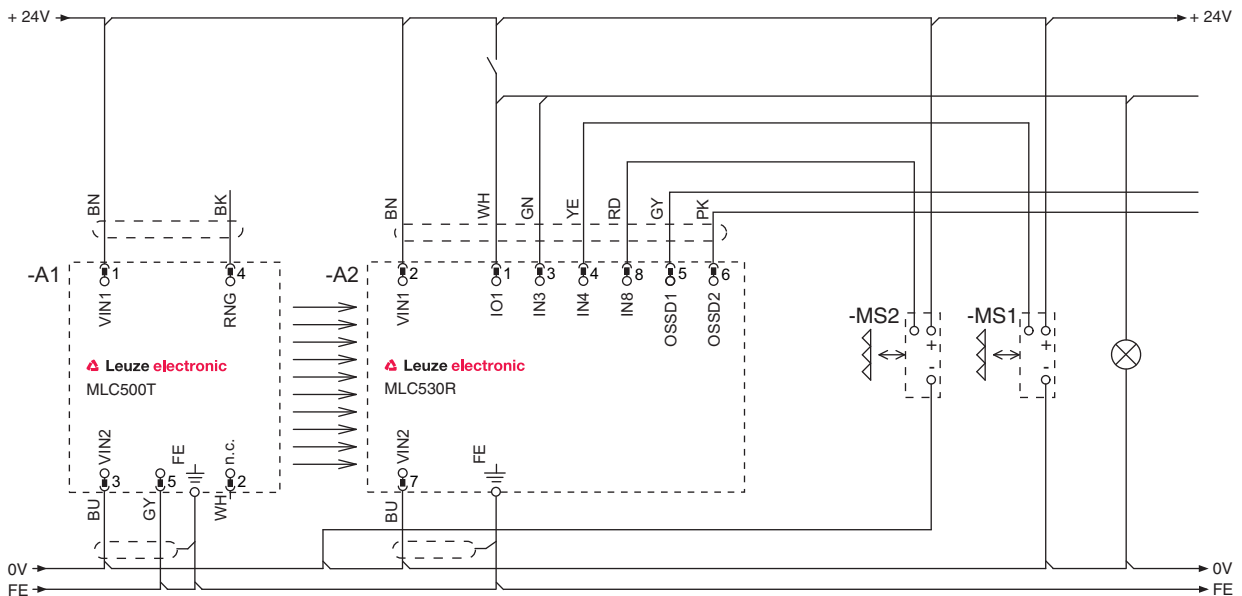 + 24V
+ 24V
BN
BK
BN
WH
GN
YE
RD
GY
PK
-A1
1
4
-A2
2
1
3
4
8
5
6
VIN1
RNG
VIN1
IO1
IN3
IN4
IN8
OSSD1
OSSD2
-MS2
-MS1
+
+
-
-
Leuze electronic
MLC500T
Leuze electronic
MLC530R
VIN2
FE
n.c.
VIN2
FE
3
5
2
7
BU
GY
WH
BU
0V
0V
FE
FE